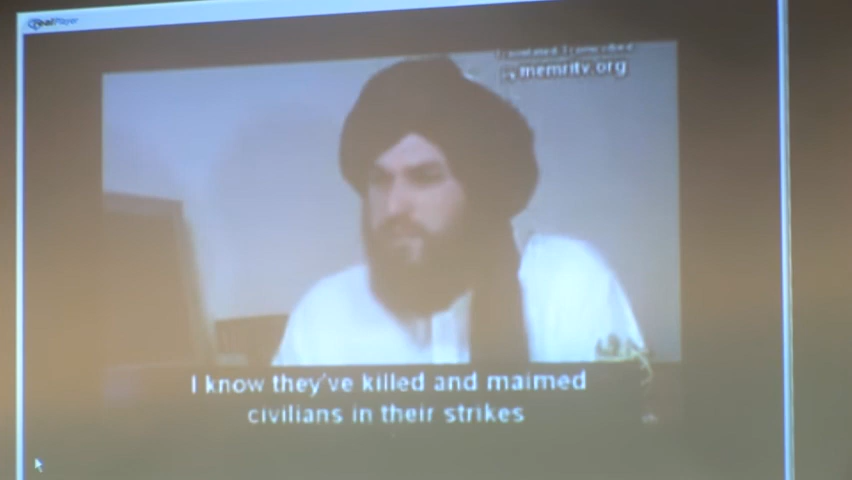 realPlayer
memritv.org
I know they've killed and maimed
civilians in their strikes